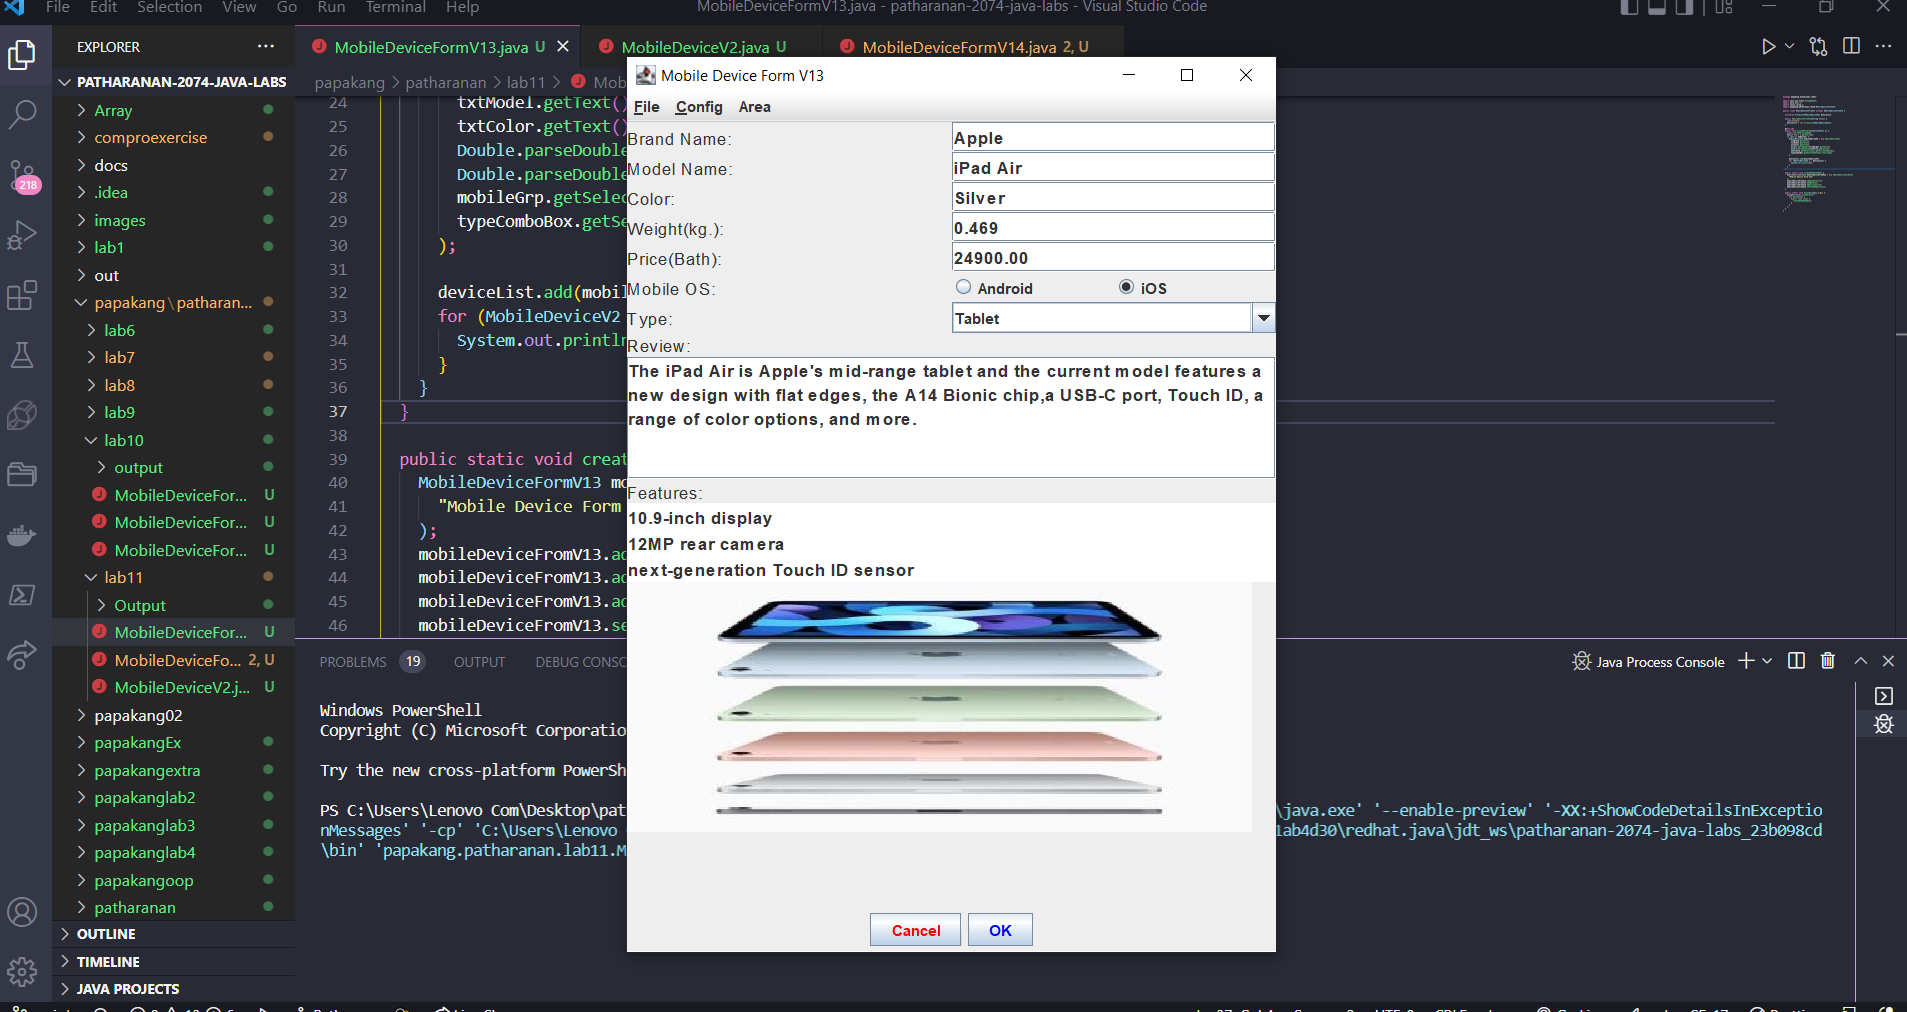 File Edit Selection View Go Run Terminal Help
MobileDeviceFormV13.java - patharanan-2074-java-labs - Visual Studio Code
EXPLORER
PATHARANAN-2074-JAVA-LABS
Array
comproexercise
docs
.idea
images
lab1
out
papakang\patharan...
lab6
lab7
lab8
lab9
lab10
output
MobileDeviceFor... U
MobileDeviceFor... U
MobileDeviceFor... U
lab11
Output
MobileDeviceFor... U
MobileDeviceFo... 2, U
MobileDeviceV2.j... U
papakang02
papakangEx
papakangextra
papakanglab2
papakanglab3
papakanglab4
papakangoop
patharanan
OUTLINE
TIMELINE
JAVA PROJECTS
218
MobileDeviceFormV13.java U
MobileDeviceV2.java U
MobileDeviceFormV14.java 2, U
papakang > patharanan > lab11 > Mob
24 txtModel.getText()
25 txtColor.getText()
26 Double.parseDouble
27 Double.parseDouble
28 mobileGrp.getSelec
29 typeComboBox.getSe
30 );
31
32 deviceList.add(mobil
33 for (MobileDeviceV2
34 System.out.println
35 }
36 }
37 }
38
39 public static void creat
40 MobileDeviceFormV13 mo
41 "Mobile Device Form
42 );
43 mobileDeviceFromV13.ad
44 mobileDeviceFromV13.ad
45 mobileDeviceFromV13.ad
46 mobileDeviceFromV13.se
Mobile Device Form V13
File Config Area
Brand Name: Apple
Model Name: iPad Air
Color: Silver
Weight(kg.): 0.469
Price(Bath): 24900.00
Mobile OS: Android iOS
Type: Tablet
Review:
The iPad Air is Apple's mid-range tablet and the current model features a
new design with flat edges, the A14 Bionic chip,a USB-C port, Touch ID, a
range of color options, and more.
Features:
10.9-inch display
12MP rear camera
next-generation Touch ID sensor
Cancel OK
PROBLEMS 19 OUTPUT DEBUG CONSO
Java Process Console
Windows PowerShell
Copyright (C) Microsoft Corporatio
Try the new cross-platform PowerSh
PS C:\Users\Lenovo Com\Desktop\pat \java.exe' '--enable-preview' '-XX:+ShowCodeDetailsInExceptio
nMessages' '-cp' 'C:\Users\Lenovo 1ab4d30\redhat.java\jdt_ws\patharanan-2074-java-labs_23b098cd
\bin' 'papakang.patharanan.lab11.M